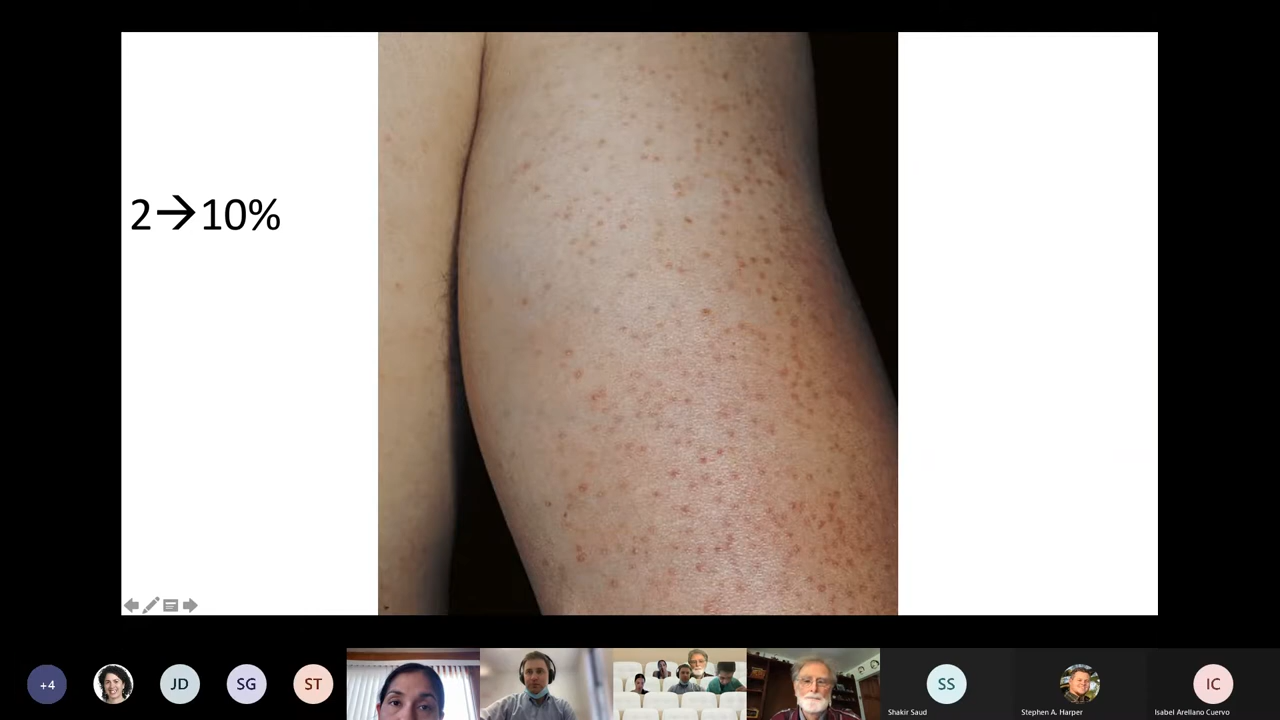 2→10%
+4
JD
SG
ST
SS
IC
Shakir Saud
Stephen A. Harper
Isabel Arellano Cuervo